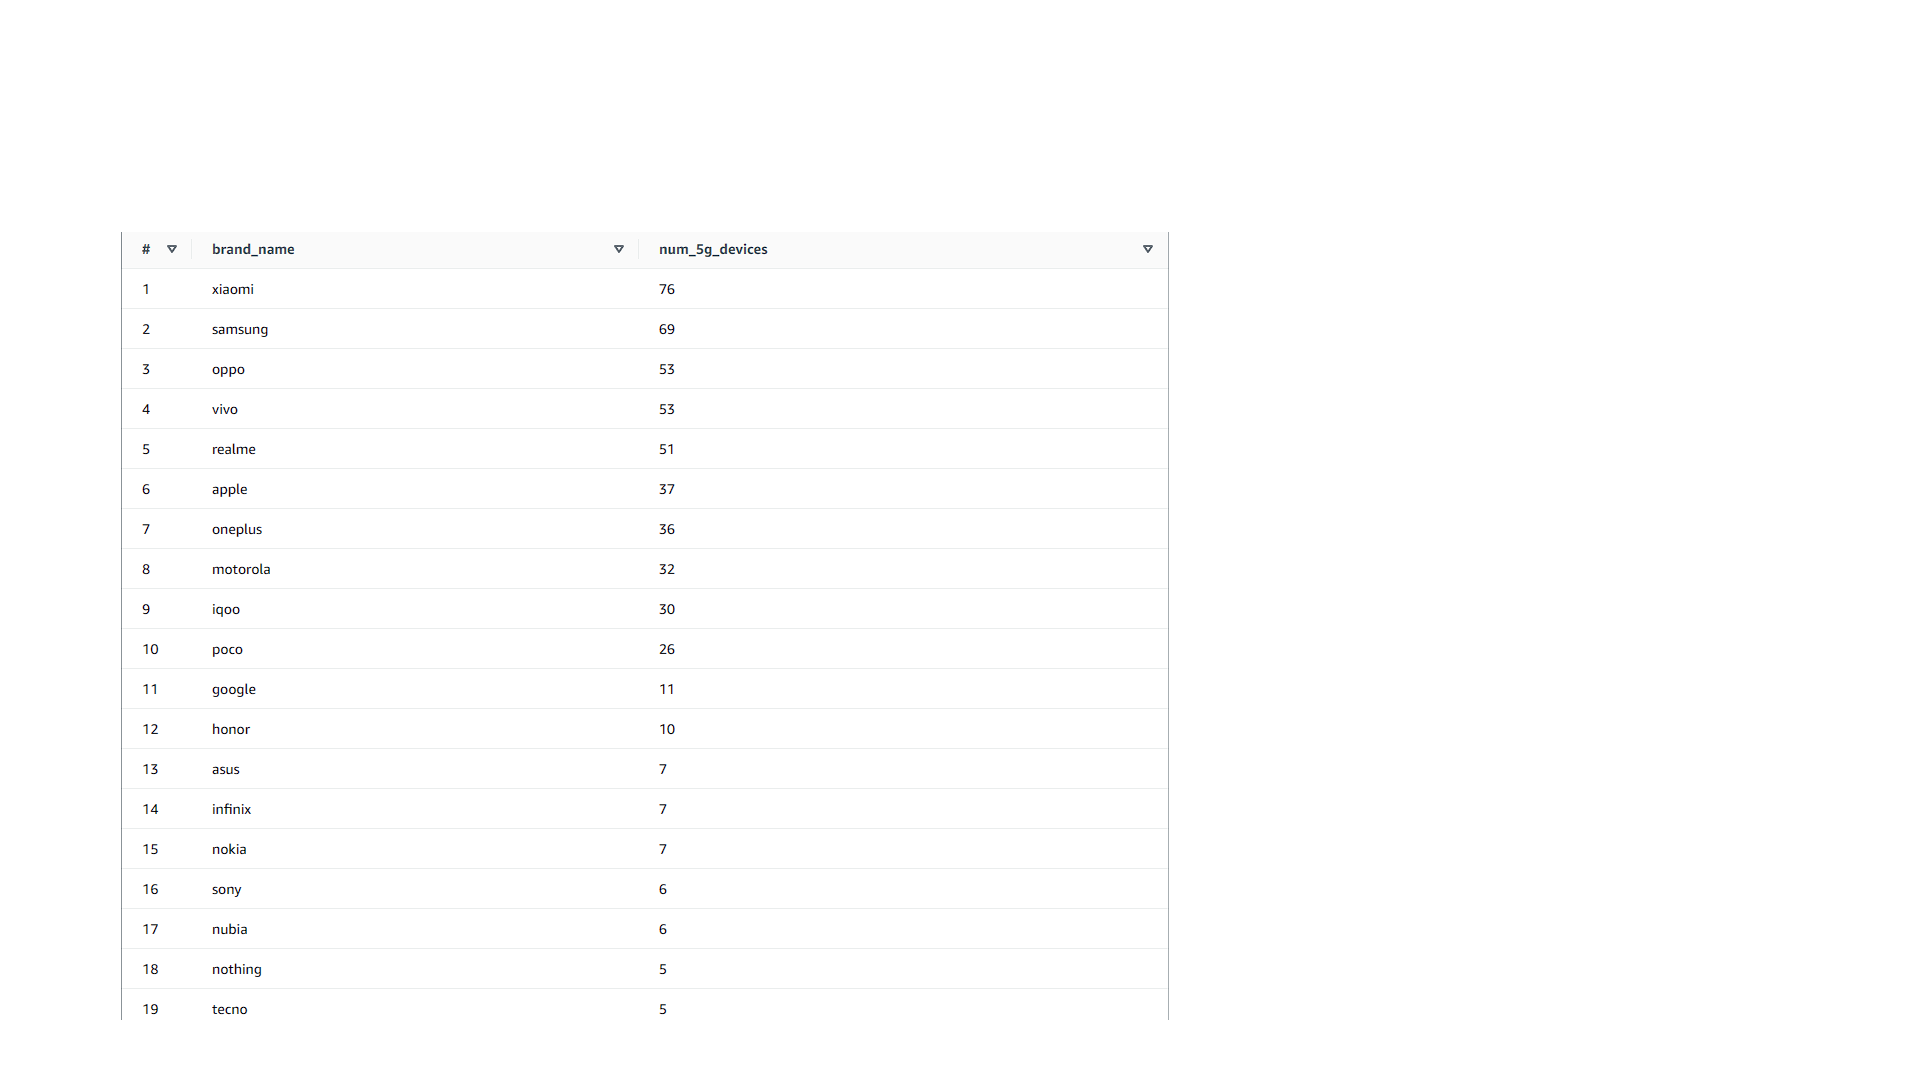 # brand_name num_5g_devices
1 xiaomi 76
2 samsung 69
3 oppo 53
4 vivo 53
5 realme 51
6 apple 37
7 oneplus 36
8 motorola 32
9 iqoo 30
10 poco 26
11 google 11
12 honor 10
13 asus 7
14 infinix 7
15 nokia 7
16 sony 6
17 nubia 6
18 nothing 5
19 tecno 5